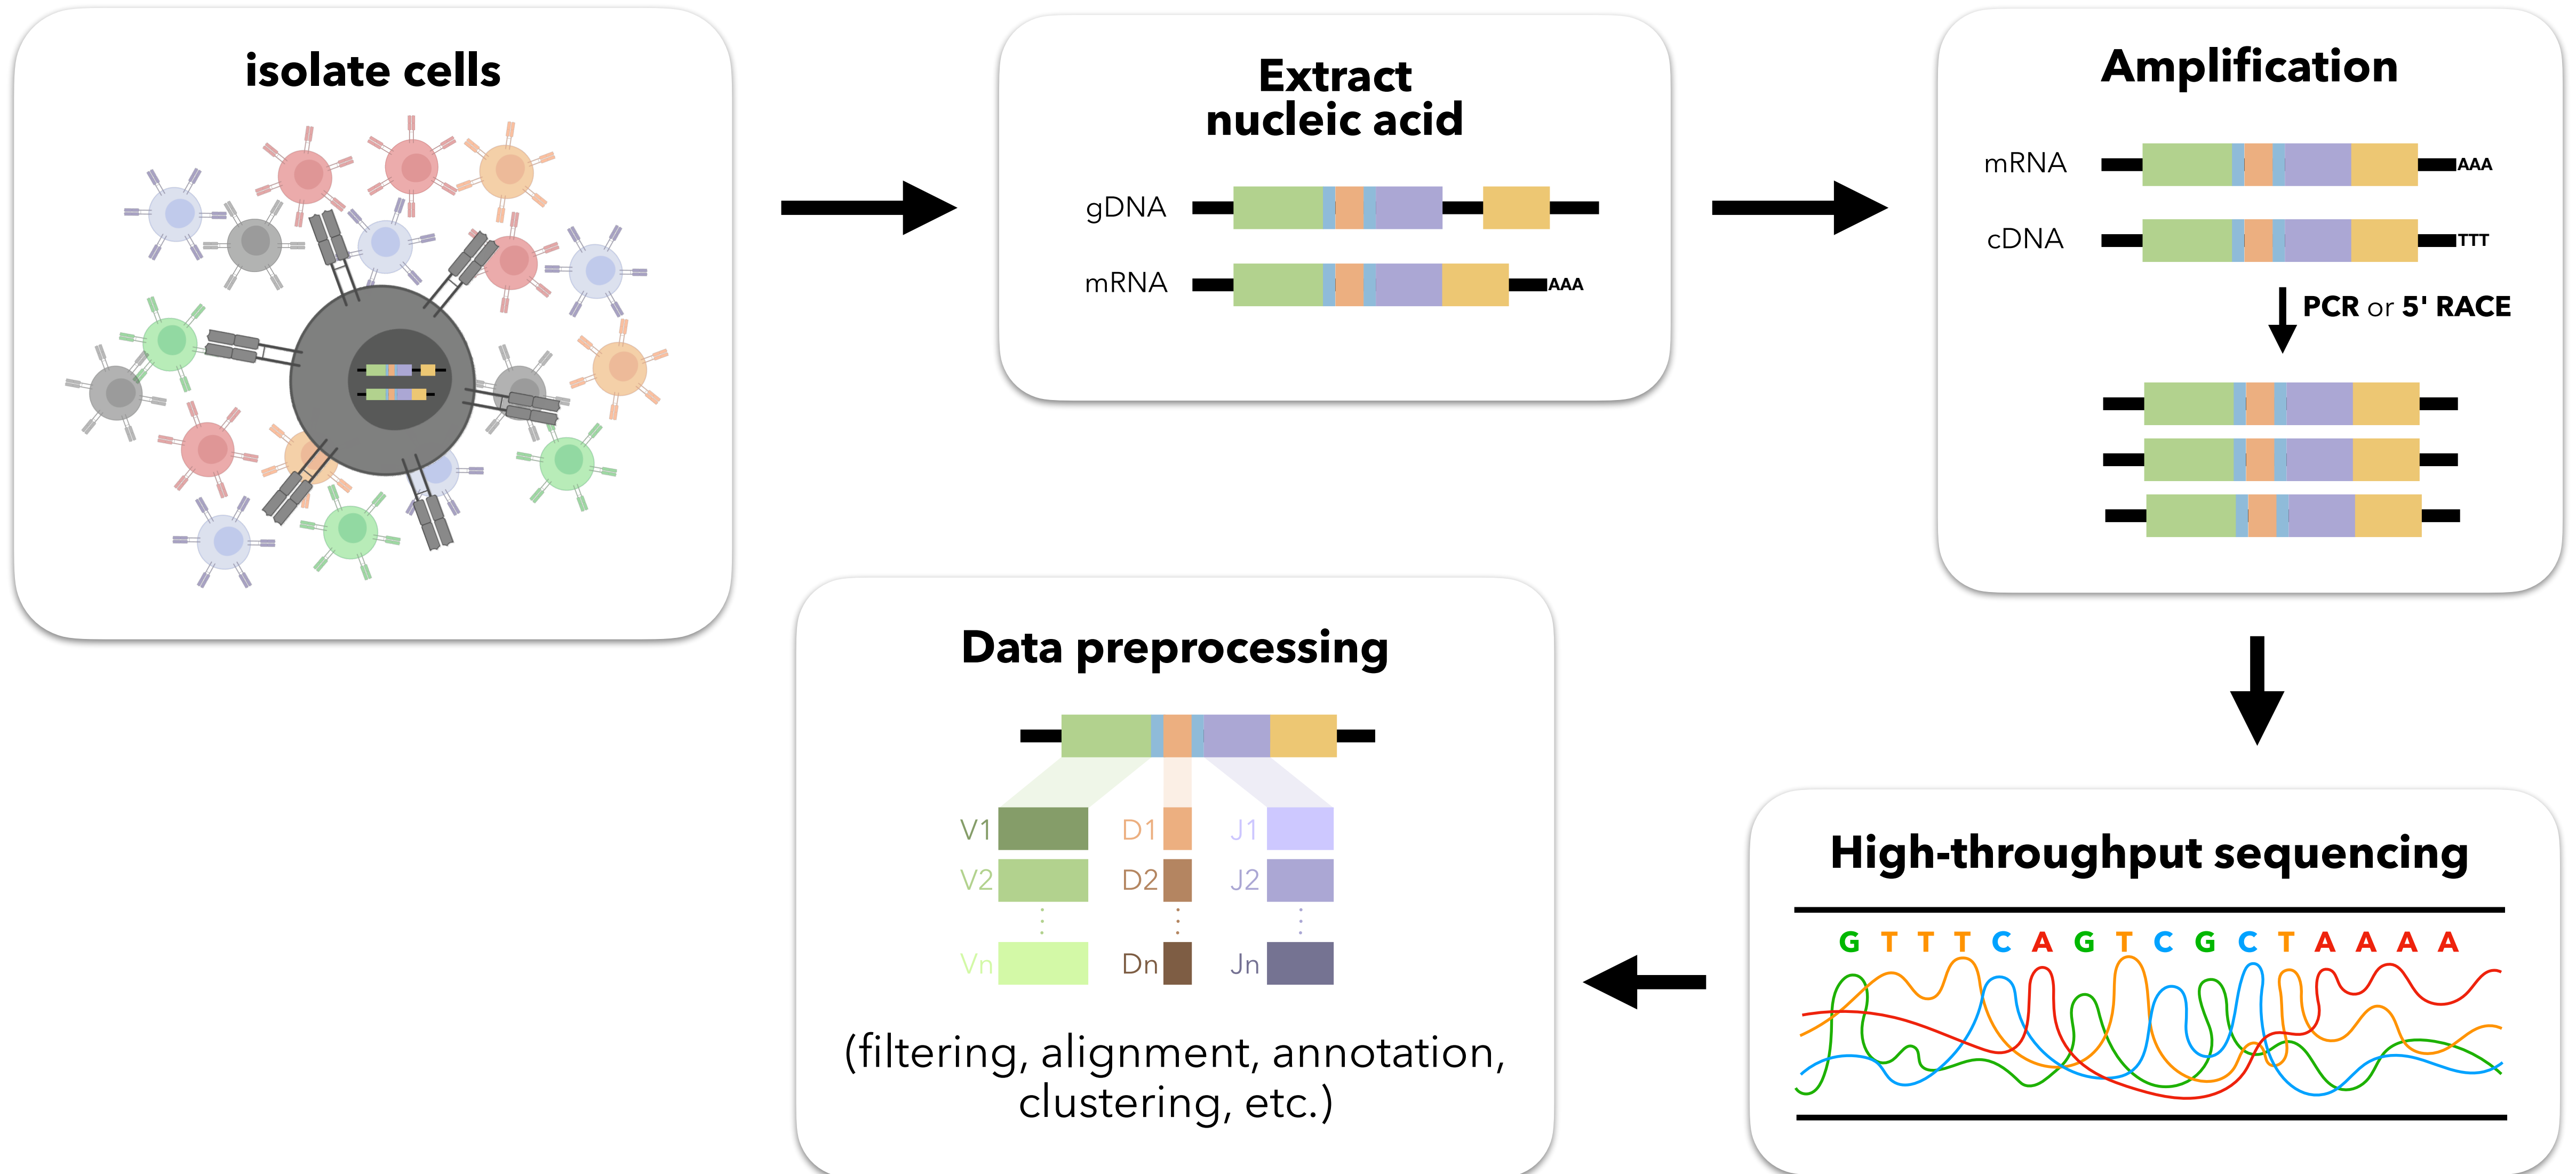 isolate cells
Extract
nucleic acid
gDNA
mRNA
AAA
Amplification
mRNA
AAA
cDNA
TTT
PCR or 5' RACE
High-throughput sequencing
G T T T C A G T C G C T A A A A
Data preprocessing
V1 D1 J1
V2 D2 J2
Vn Dn Jn
(filtering, alignment, annotation,
clustering, etc.)